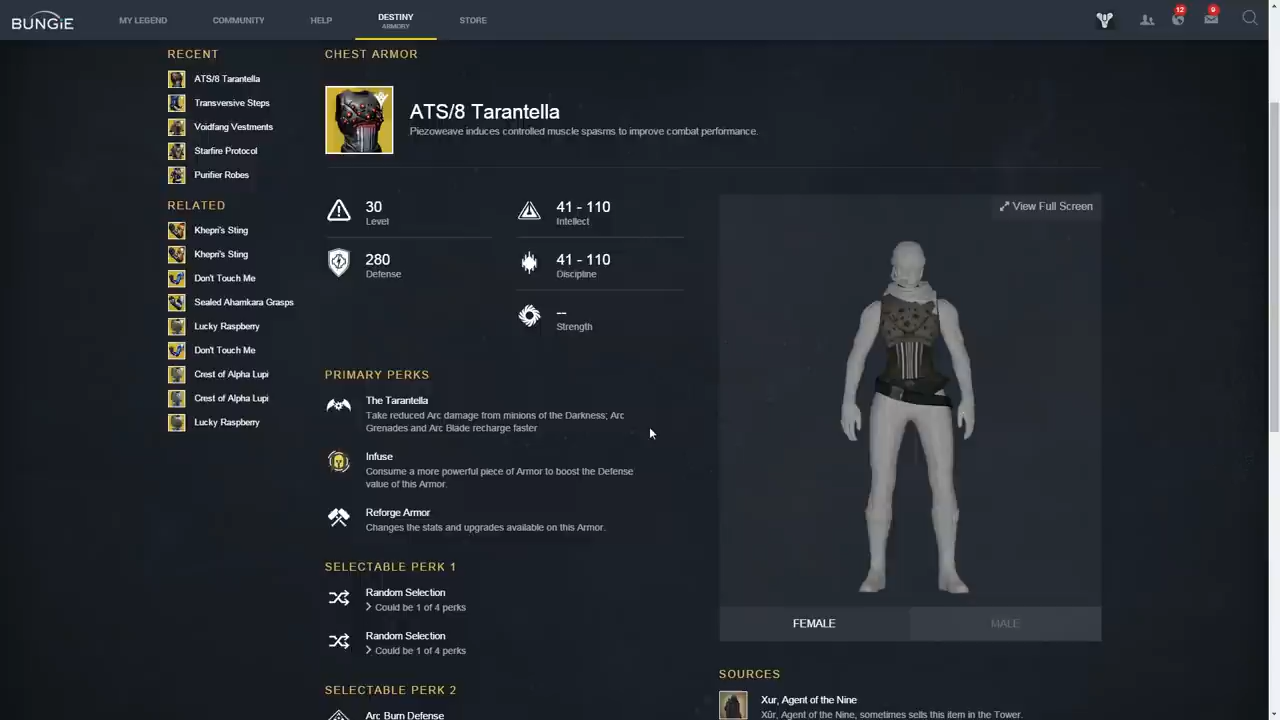 BUNGiE
MY LEGEND
COMMUNITY
HELP
DESTINY
ARMORY
STORE
12
9
RECENT
ATS/8 Tarantella
Transversive Steps
Voidfang Vestments
Starfire Protocol
Purifier Robes
RELATED
Khepri's Sting
Khepri's Sting
Don't Touch Me
Sealed Ahamkara Grasps
Lucky Raspberry
Don't Touch Me
Crest of Alpha Lupi
Crest of Alpha Lupi
Lucky Raspberry
CHEST ARMOR
ATS/8 Tarantella
Piezoweave induces controlled muscle spasms to improve combat performance.
30
Level
41 - 110
Intellect
280
Defense
41 - 110
Discipline
--
Strength
PRIMARY PERKS
The Tarantella
Take reduced Arc damage from minions of the Darkness; Arc
Grenades and Arc Blade recharge faster
Infuse
Consume a more powerful piece of Armor to boost the Defense
value of this Armor.
Reforge Armor
Changes the stats and upgrades available on this Armor.
SELECTABLE PERK 1
Random Selection
> Could be 1 of 4 perks
Random Selection
> Could be 1 of 4 perks
SELECTABLE PERK 2
Arc Burn Defense
View Full Screen
FEMALE
MALE
SOURCES
Xur, Agent of the Nine
Xûr, Agent of the Nine, sometimes sells this item in the Tower.